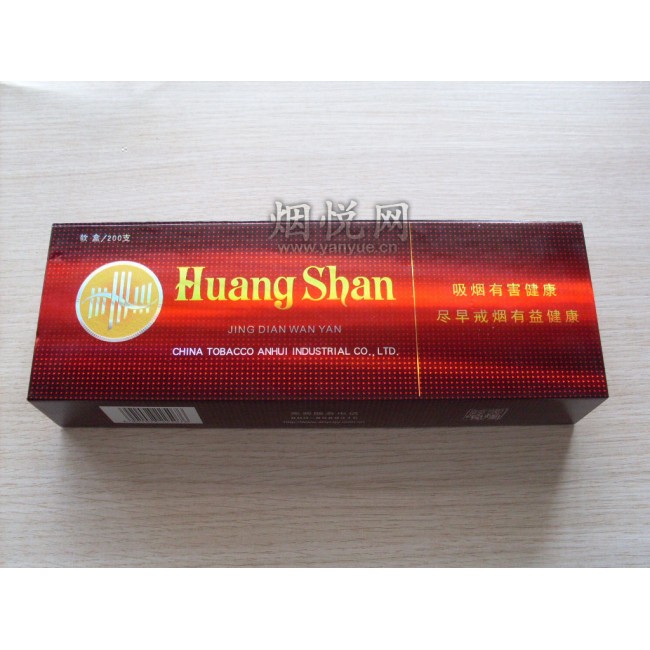 烟悦网
www.yanyue.cn
软盒/200支
Huang Shan
JING DIAN WAN YAN
CHINA TOBACCO ANHUI INDUSTRIAL CO., LTD.
吸烟有害健康
尽早戒烟有益健康